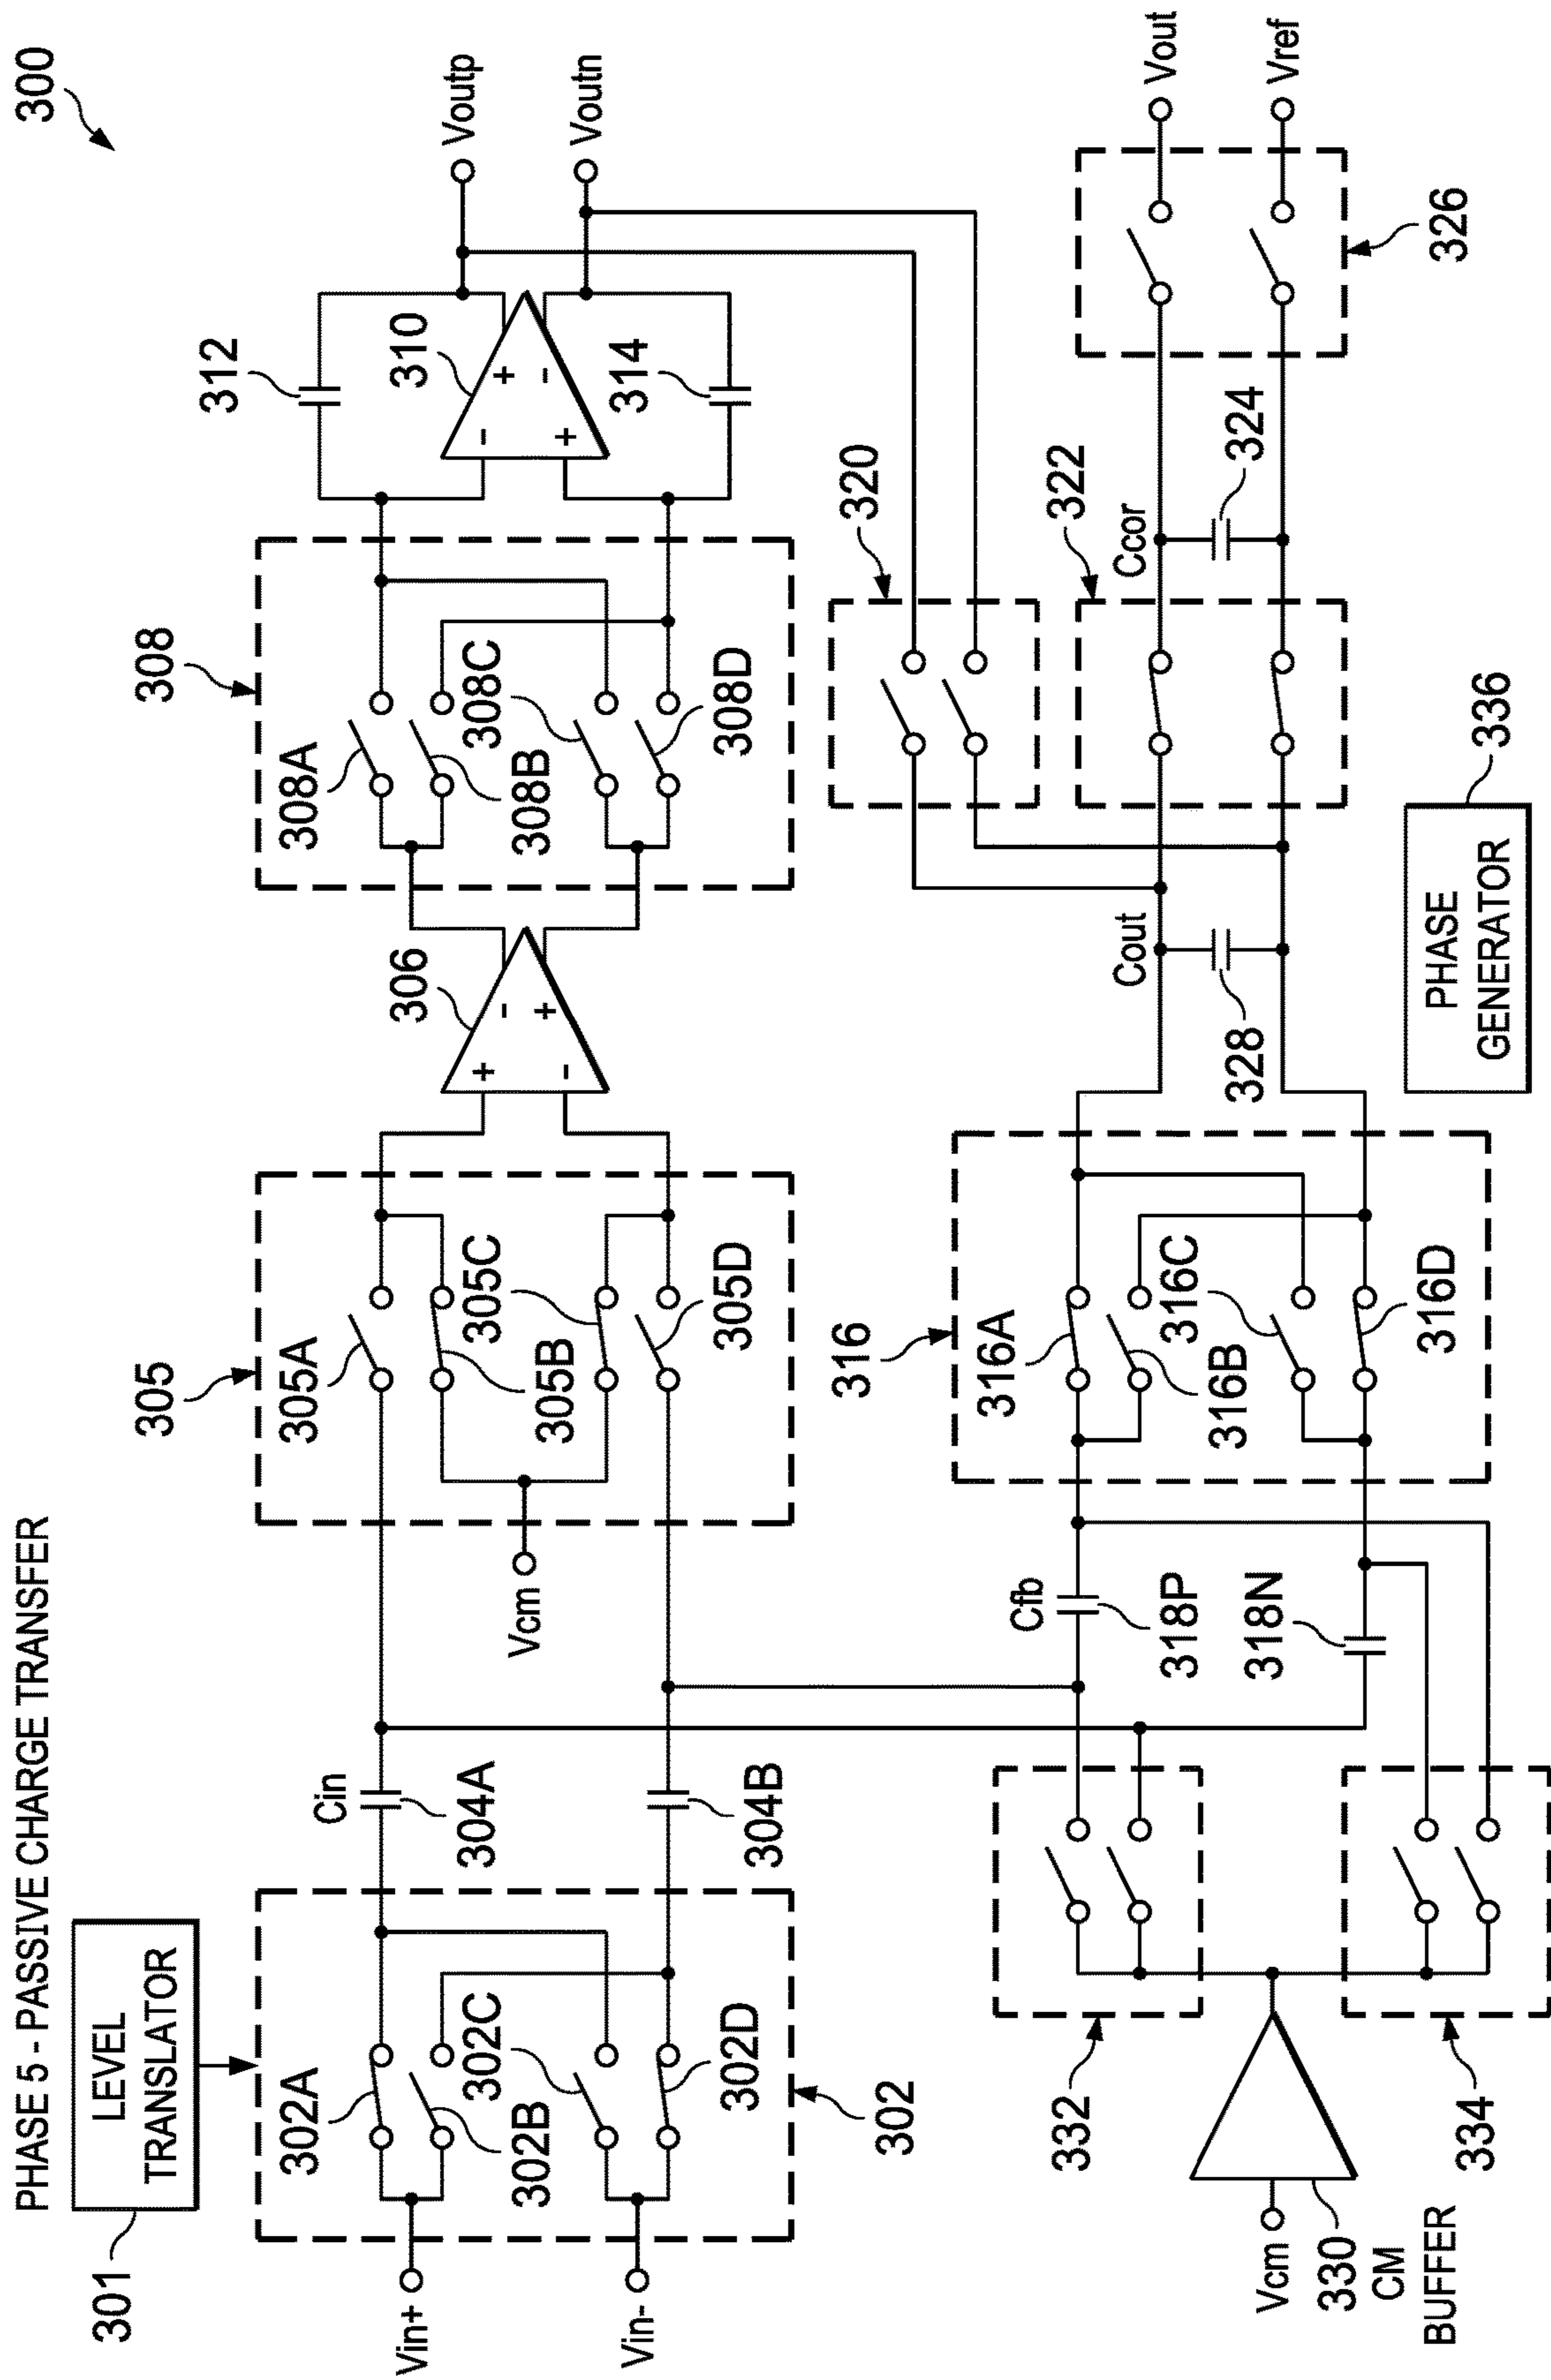 PHASE 5 - PASSIVE CHARGE TRANSFER
300
LEVEL
TRANSLATOR
301
302A
302B
302C
302D
302
Vin+
Vin-
Cin
304A
304B
305
305A
305B
305C
305D
Vcm
306
+
-
-
+
308
308A
308B
308C
308D
310
-
+
+
-
312
314
Voutp
Voutn
320
322
Ccor
324
326
Vout
Vref
Cout
328
316
316A
316B
316C
316D
Cfb
318P
318N
332
334
Vcm
330
CM
BUFFER
PHASE
GENERATOR
336